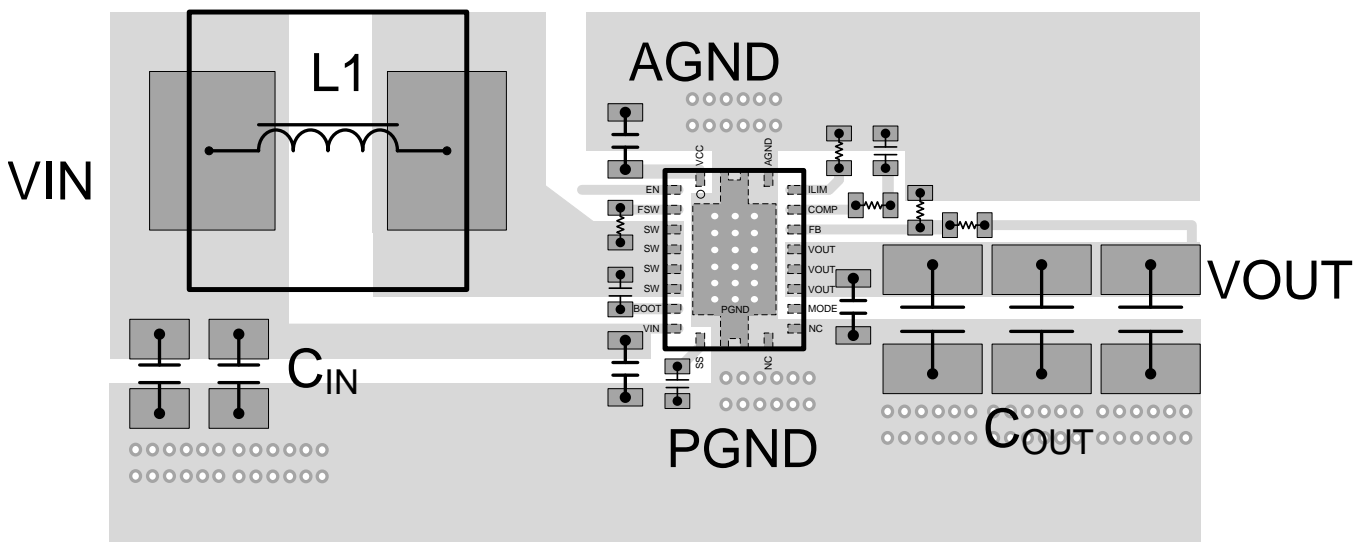 L1
AGND
VIN
VCC
AGND
EN
ILIM
FSW
COMP
SW
FB
SW
VOUT
SW
VOUT
SW
VOUT
BOOT
PGND
MODE
VIN
NC
SS
NC
VOUT
CIN
PGND
COUT